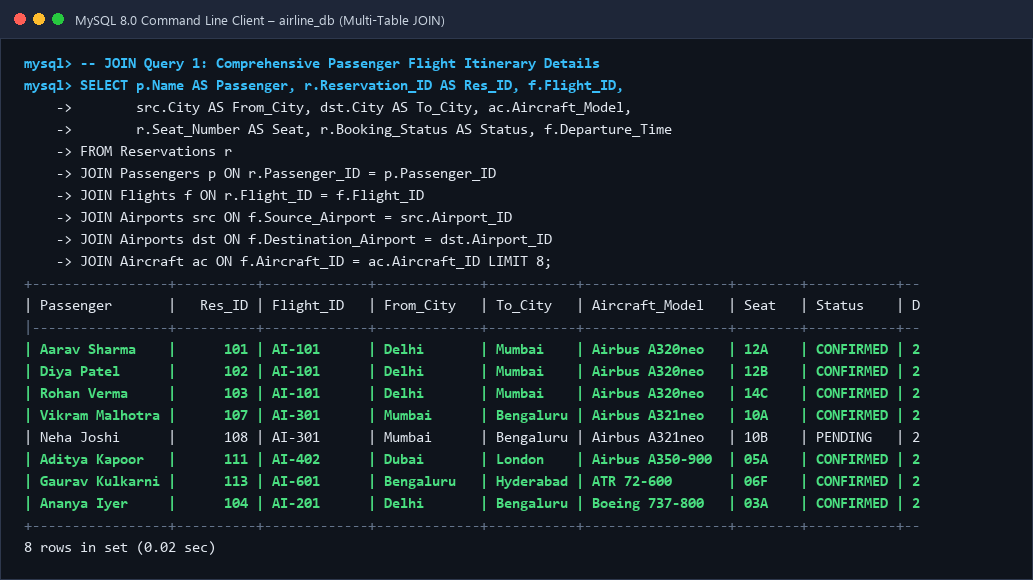 MySQL 8.0 Command Line Client – airline_db (Multi-Table JOIN)
mysql> -- JOIN Query 1: Comprehensive Passenger Flight Itinerary Details
mysql> SELECT p.Name AS Passenger, r.Reservation_ID AS Res_ID, f.Flight_ID,
    ->        src.City AS From_City, dst.City AS To_City, ac.Aircraft_Model,
    ->        r.Seat_Number AS Seat, r.Booking_Status AS Status, f.Departure_Time
    -> FROM Reservations r
    -> JOIN Passengers p ON r.Passenger_ID = p.Passenger_ID
    -> JOIN Flights f ON r.Flight_ID = f.Flight_ID
    -> JOIN Airports src ON f.Source_Airport = src.Airport_ID
    -> JOIN Airports dst ON f.Destination_Airport = dst.Airport_ID
    -> JOIN Aircraft ac ON f.Aircraft_ID = ac.Aircraft_ID LIMIT 8;
+-----------------+----------+-------------+-------------+-----------+------------------+--------+-----------+--
| Passenger       |   Res_ID | Flight_ID   | From_City   | To_City   | Aircraft_Model   | Seat   | Status    | D
|-----------------+----------+-------------+-------------+-----------+------------------+--------+-----------+--
| Aarav Sharma    |      101 | AI-101      | Delhi       | Mumbai    | Airbus A320neo   | 12A    | CONFIRMED | 2
| Diya Patel      |      102 | AI-101      | Delhi       | Mumbai    | Airbus A320neo   | 12B    | CONFIRMED | 2
| Rohan Verma     |      103 | AI-101      | Delhi       | Mumbai    | Airbus A320neo   | 14C    | CONFIRMED | 2
| Vikram Malhotra |      107 | AI-301      | Mumbai      | Bengaluru | Airbus A321neo   | 10A    | CONFIRMED | 2
| Neha Joshi      |      108 | AI-301      | Mumbai      | Bengaluru | Airbus A321neo   | 10B    | PENDING   | 2
| Aditya Kapoor   |      111 | AI-402      | Dubai       | London    | Airbus A350-900  | 05A    | CONFIRMED | 2
| Gaurav Kulkarni |      113 | AI-601      | Bengaluru   | Hyderabad | ATR 72-600       | 06F    | CONFIRMED | 2
| Ananya Iyer     |      104 | AI-201      | Delhi       | Bengaluru | Boeing 737-800   | 03A    | CONFIRMED | 2
+-----------------+----------+-------------+-------------+-----------+------------------+--------+-----------+--
8 rows in set (0.02 sec)